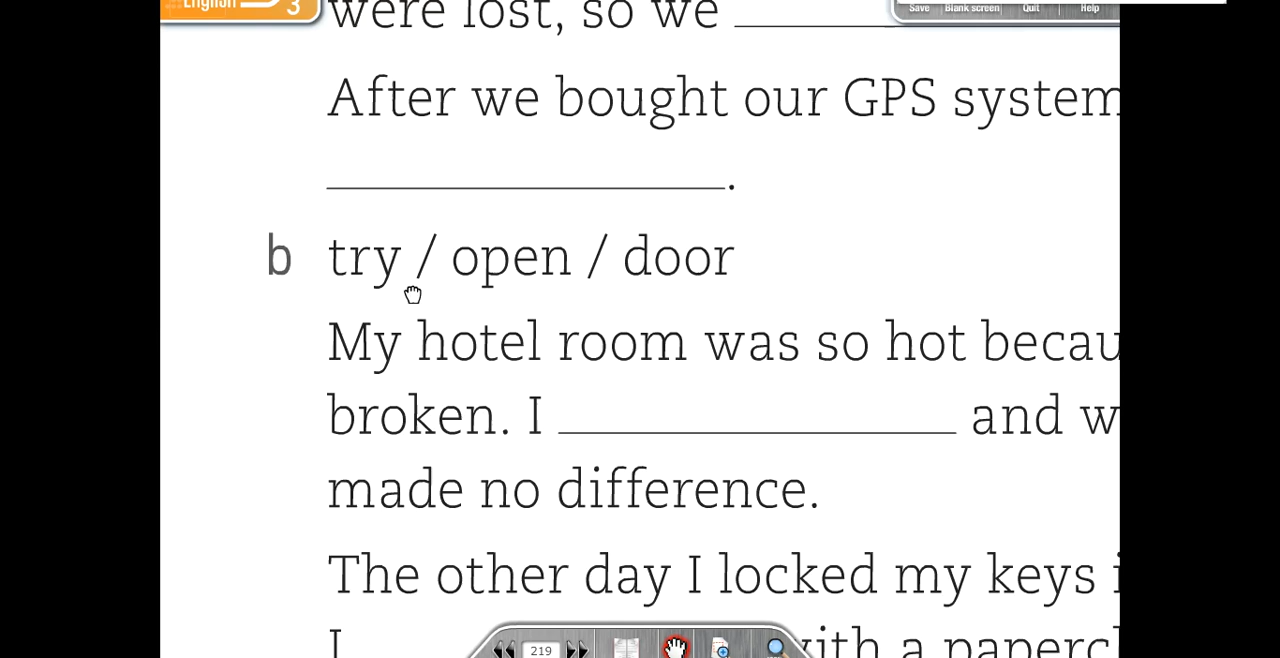 English 3
were lost, so we
Save Blank screen Quit Help
After we bought our GPS system
.
b try / open / door
My hotel room was so hot becau
broken. I and w
made no difference.
The other day I locked my keys
I with a paperc
219